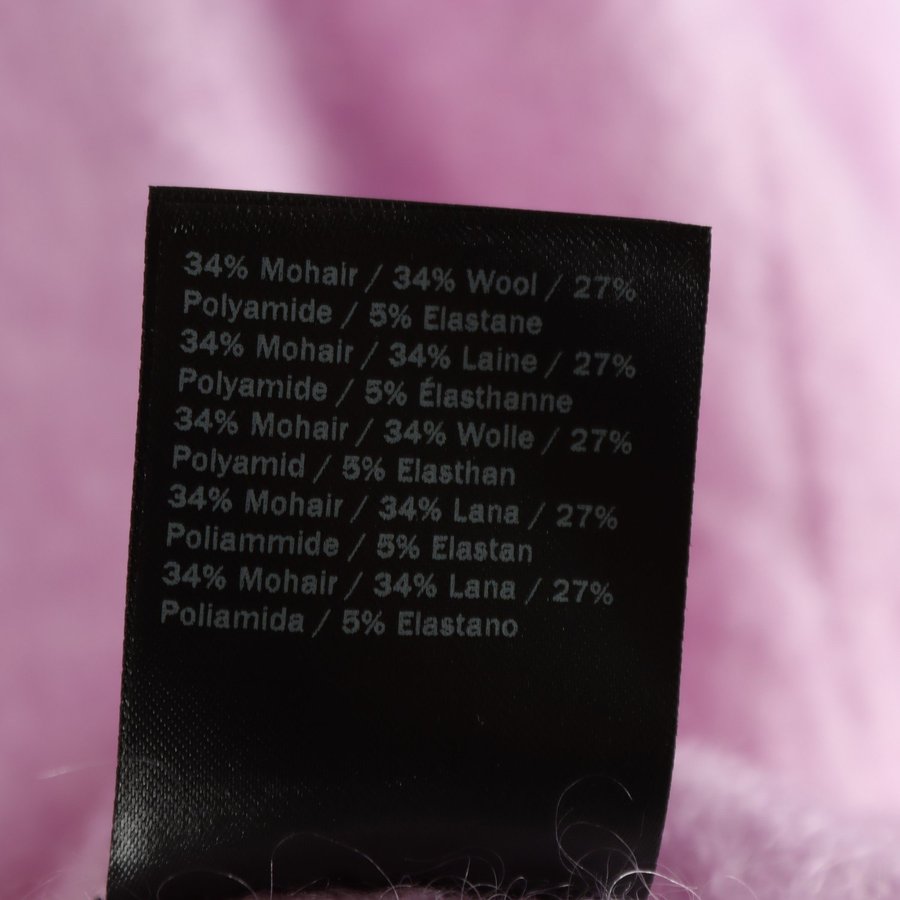 34% Mohair / 34% Wool / 27%
Polyamide / 5% Elastane
34% Mohair / 34% Laine / 27%
Polyamide / 5% Élasthanne
34% Mohair / 34% Wolle / 27%
Polyamid / 5% Elasthan
34% Mohair / 34% Lana / 27%
Poliammide / 5% Elastan
34% Mohair / 34% Lana / 27%
Poliamida / 5% Elastano